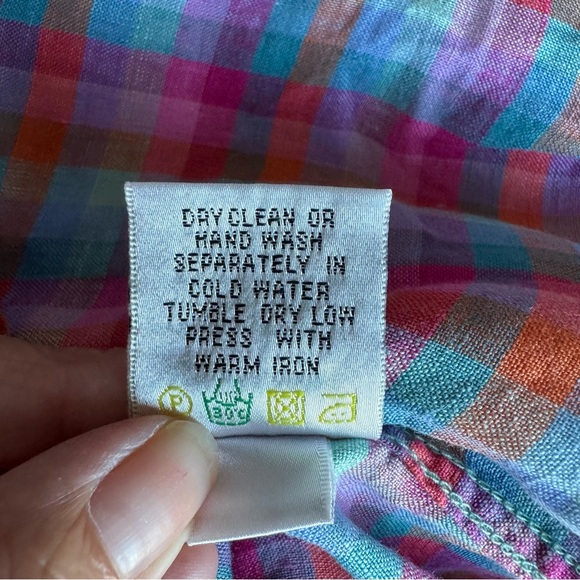 DRY CLEAN OR
HAND WASH
SEPARATELY IN
COLD WATER
TUMBLE DRY LOW
PRESS WITH
WARM IRON
P 30°C